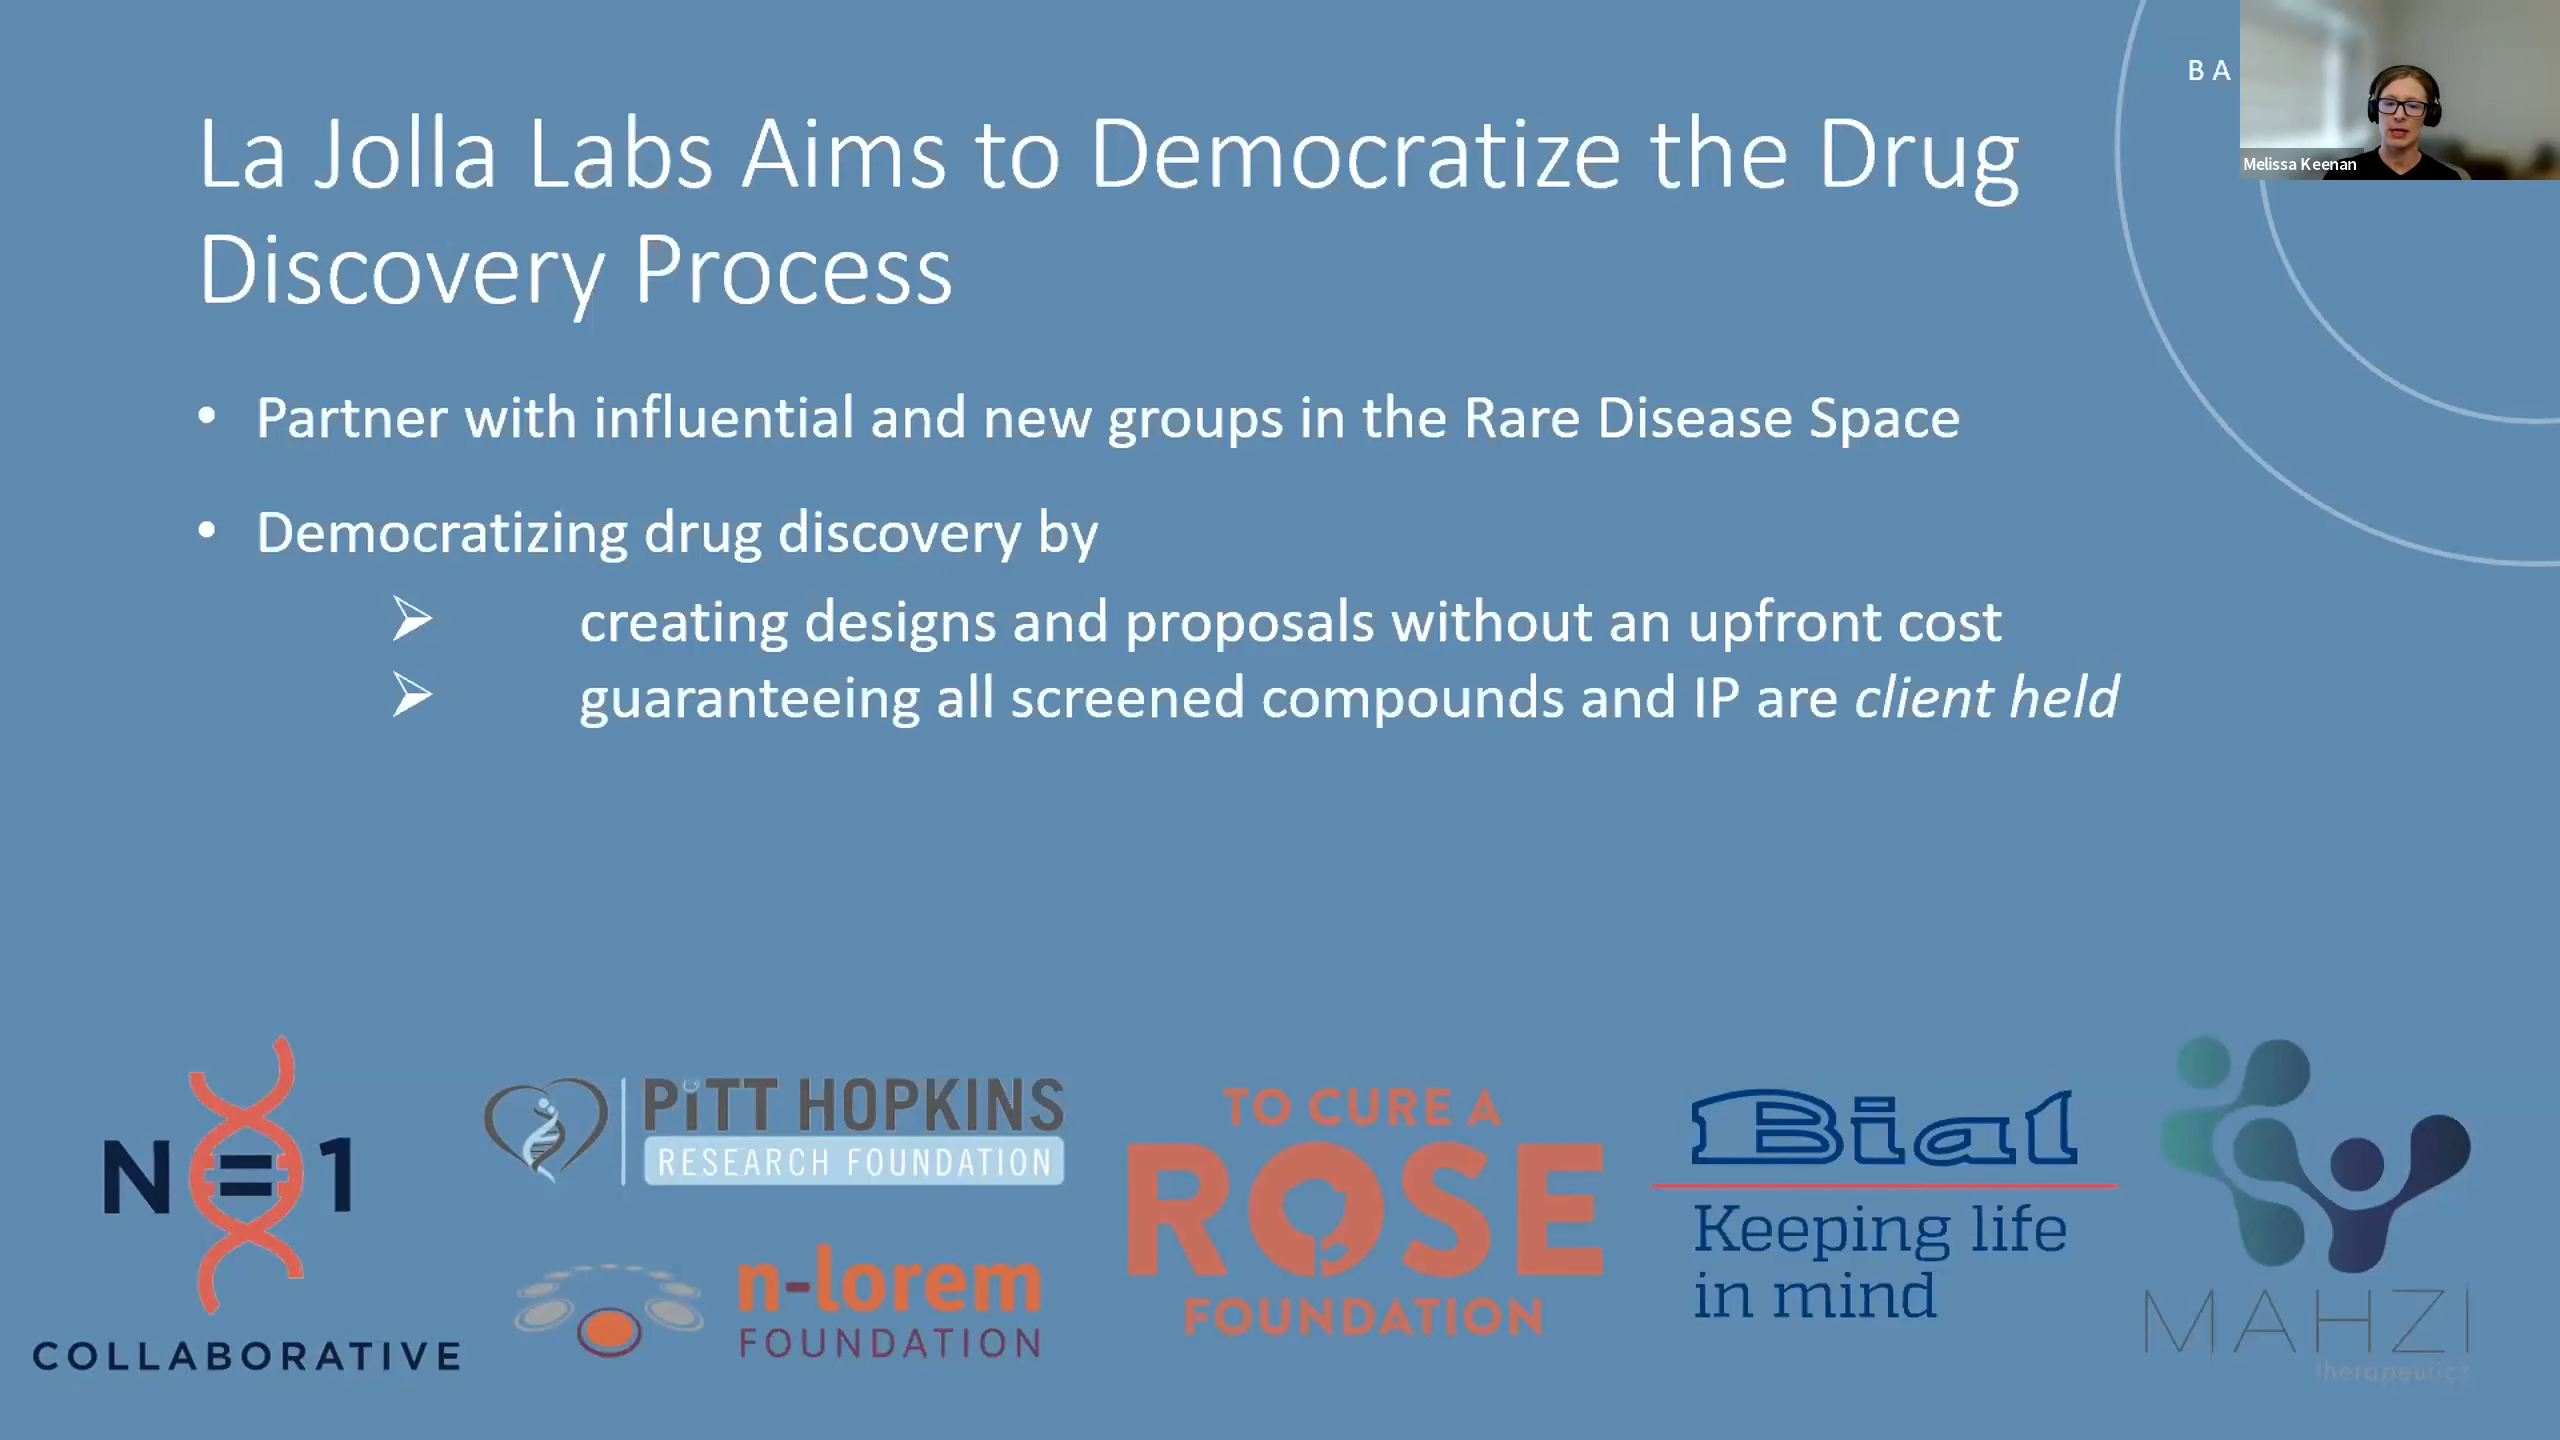 BA
Melissa Keenan
La Jolla Labs Aims to Democratize the Drug
Discovery Process
• Partner with influential and new groups in the Rare Disease Space
• Democratizing drug discovery by
➢ creating designs and proposals without an upfront cost
➢ guaranteeing all screened compounds and IP are client held
N=1
COLLABORATIVE
PiTT HOPKINS
RESEARCH FOUNDATION
n-lorem
FOUNDATION
TO CURE A
ROSE
FOUNDATION
Bial
Keeping life
in mind
MAHZI
therapeutics